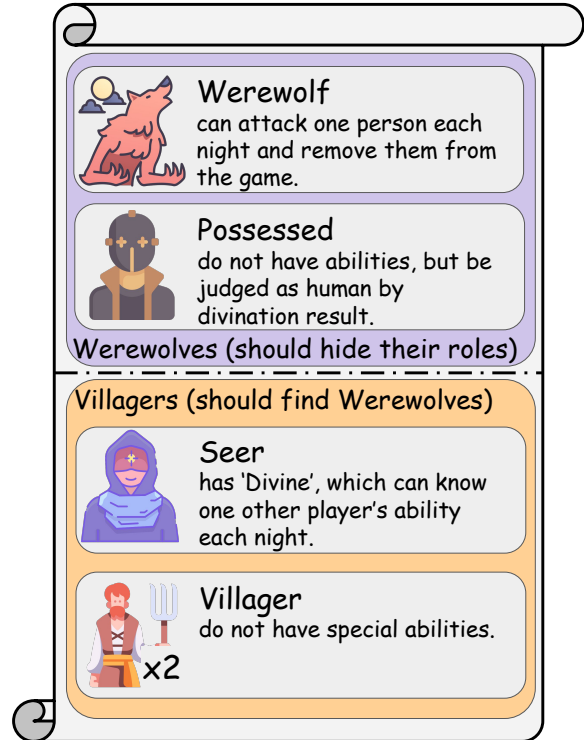 Werewolf
can attack one person each
night and remove them from
the game.
Possessed
do not have abilities, but be
judged as human by
divination result.
Werewolves (should hide their roles)
Villagers (should find Werewolves)
Seer
has ‘Divine’, which can know
one other player’s ability
each night.
Villager
do not have special abilities.
x2